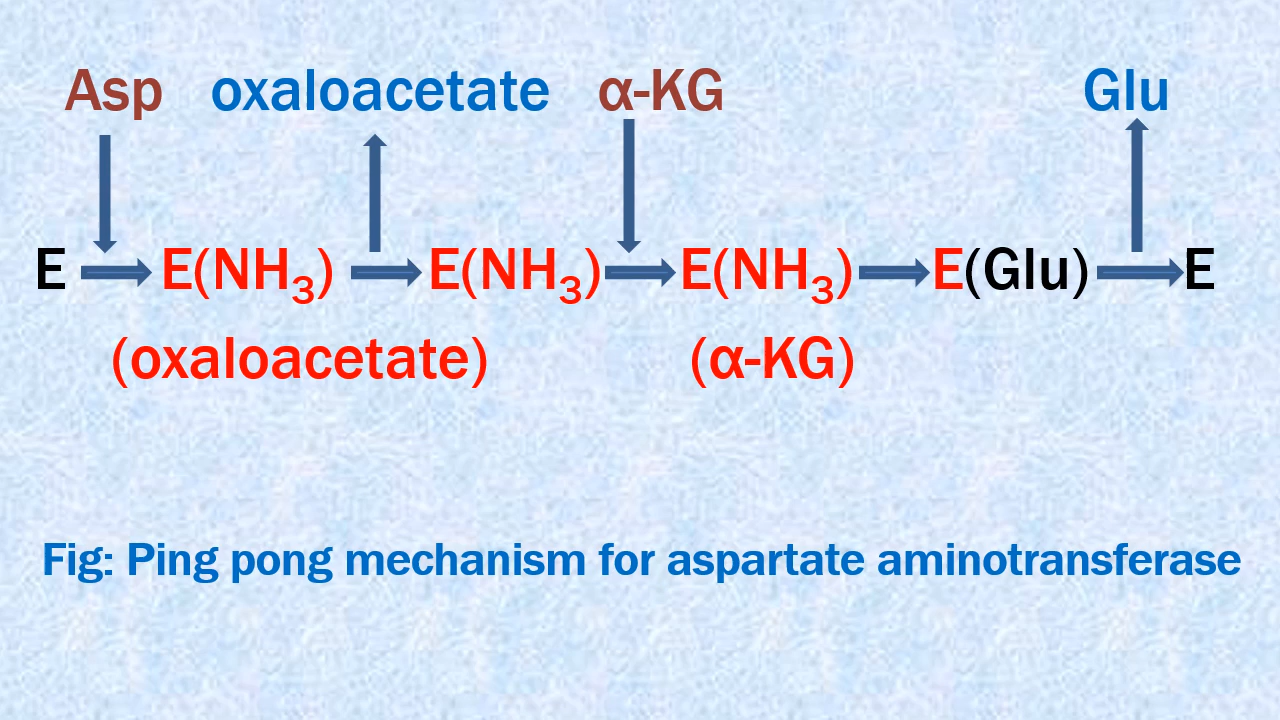 Asp oxaloacetate α-KG Glu
E E(NH₃) E(NH₃) E(NH₃) E(Glu) E
(oxaloacetate) (α-KG)
Fig: Ping pong mechanism for aspartate aminotransferase